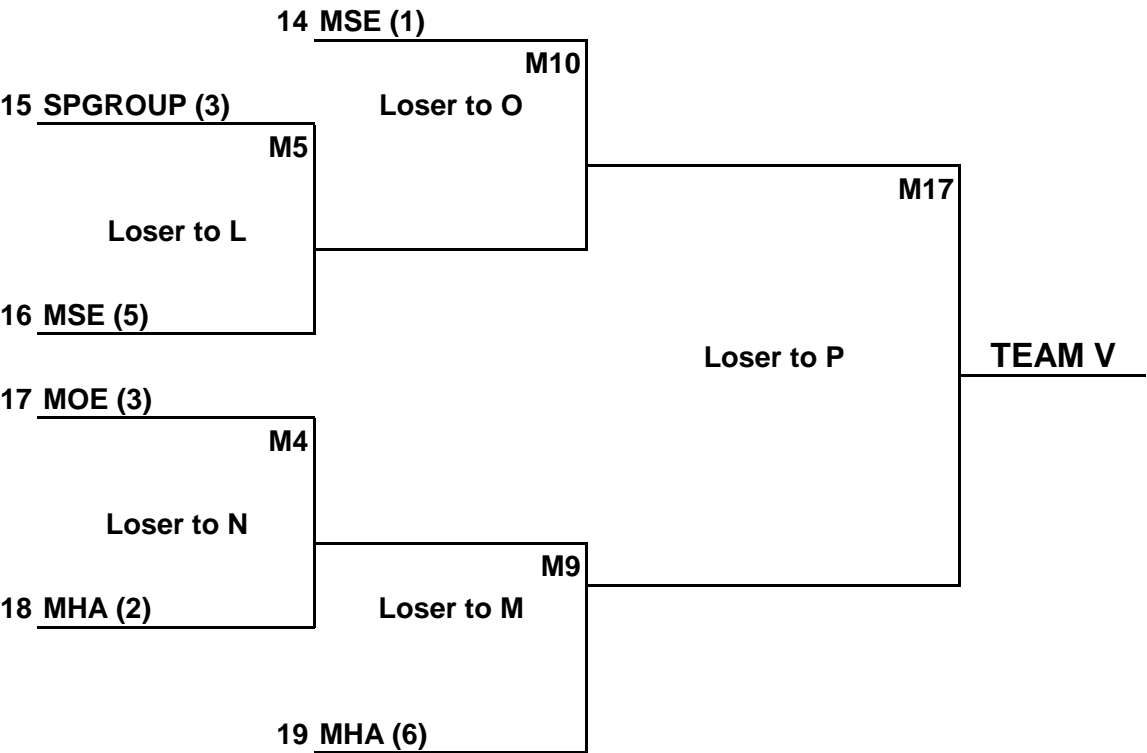 14 MSE (1)
M10
15 SPGROUP (3)
Loser to O
M5
M17
Loser to L
16 MSE (5)
Loser to P
TEAM V
17 MOE (3)
M4
Loser to N
M9
18 MHA (2)
Loser to M
19 MHA (6)